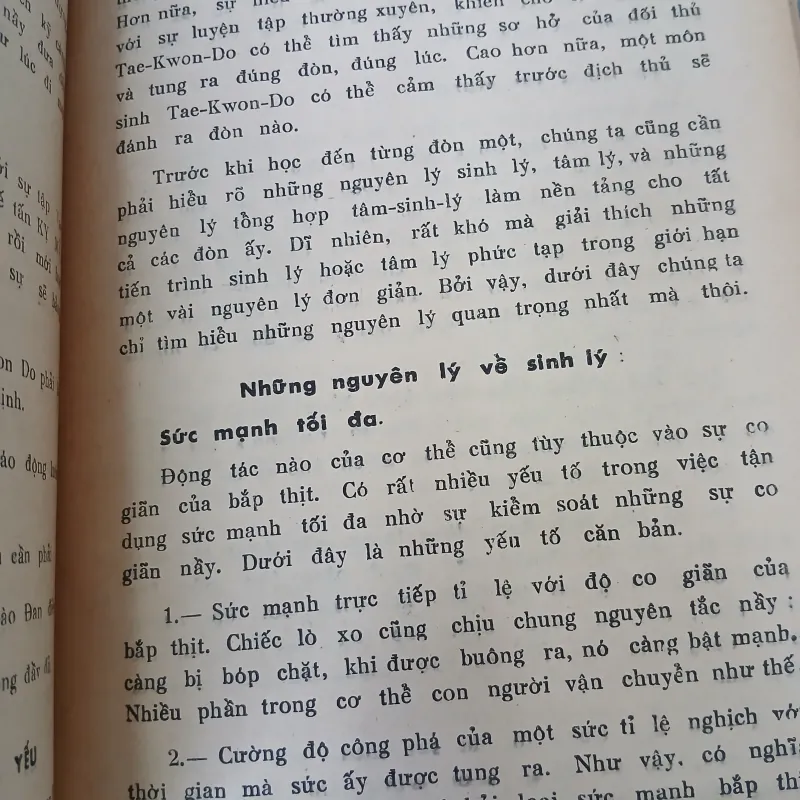 Hơn nữa, sự
với sự luyện tập thường xuyên, khiến
Tae-Kwon-Do có thể tìm thấy những sơ hở của đối thủ
và tung ra đúng đòn, đúng lúc. Cao hơn nữa, một môn
sinh Tae-Kwon-Do có thể cảm thấy trước địch thủ sẽ
đánh ra đòn nào.
Trước khi học đến từng đòn một, chúng ta cũng cần
phải hiểu rõ những nguyên lý sinh lý, tâm lý, và những
nguyên lý tổng hợp tâm-sinh-lý làm nền tảng cho tất
cả các đòn ấy. Dĩ nhiên, rất khó mà giải thích những
tiến trình sinh lý hoặc tâm lý phức tạp trong giới hạn
một vài nguyên lý đơn giản. Bởi vậy, dưới đây chúng ta
chỉ tìm hiểu những nguyên lý quan trọng nhất mà thôi.
Những nguyên lý về sinh lý :
Sức mạnh tối đa.
Động tác nào của cơ thể cũng tùy thuộc vào sự co
giãn của bắp thịt. Có rất nhiều yếu tố trong việc tận
dụng sức mạnh tối đa nhờ sự kiểm soát những sự co
giãn nầy. Dưới đây là những yếu tố căn bản.
1.— Sức mạnh trực tiếp tỉ lệ với độ co giãn của
bắp thịt. Chiếc lò xo cũng chịu chung nguyên tắc nầy :
càng bị bóp chặt, khi được buông ra, nó càng bật mạnh.
Nhiều phần trong cơ thể con người vận chuyển như thế
2.— Cường độ công phá của một sức tỉ lệ nghịch với
thời gian mà sức ấy được tung ra. Như vậy, có nghĩa
sức mạnh bắp